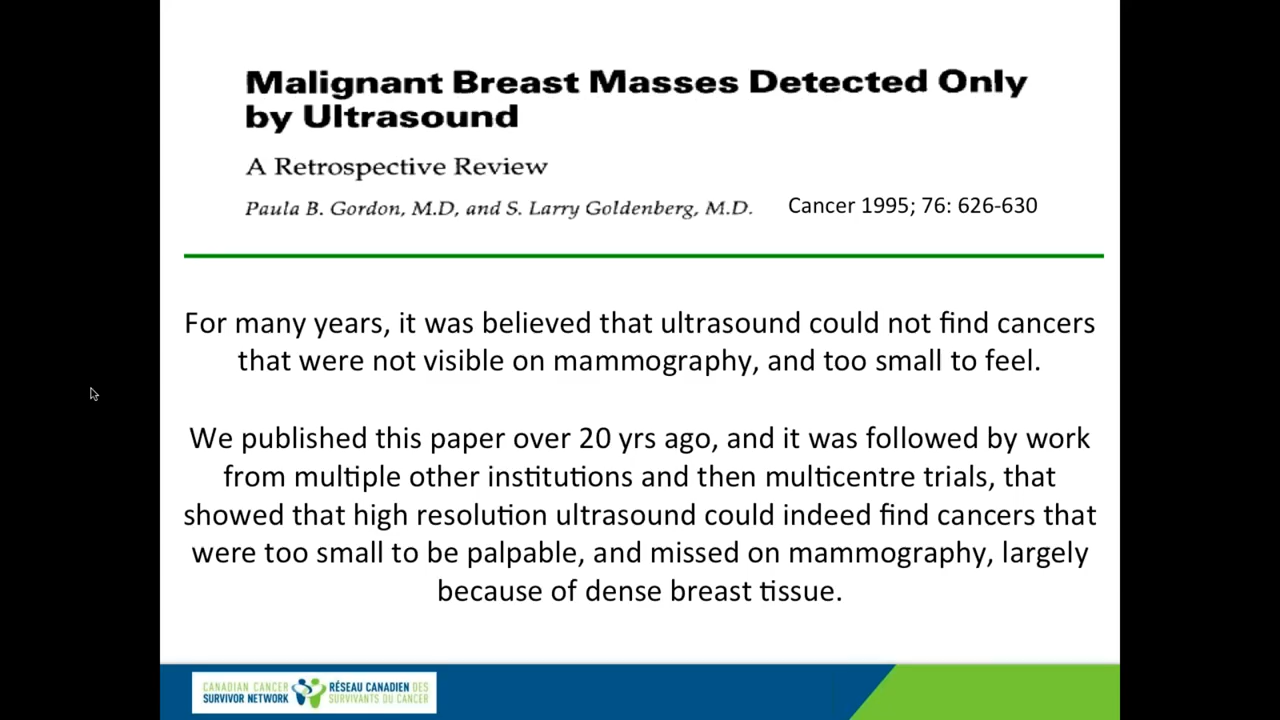 Malignant Breast Masses Detected Only
by Ultrasound
A Retrospective Review
Paula B. Gordon, M.D, and S. Larry Goldenberg, M.D.
Cancer 1995; 76: 626-630
For many years, it was believed that ultrasound could not find cancers
that were not visible on mammography, and too small to feel.
We published this paper over 20 yrs ago, and it was followed by work
from multiple other institutions and then multicentre trials, that
showed that high resolution ultrasound could indeed find cancers that
were too small to be palpable, and missed on mammography, largely
because of dense breast tissue.
CANADIAN CANCER
SURVIVOR NETWORK
RÉSEAU CANADIEN DES
SURVIVANTS DU CANCER